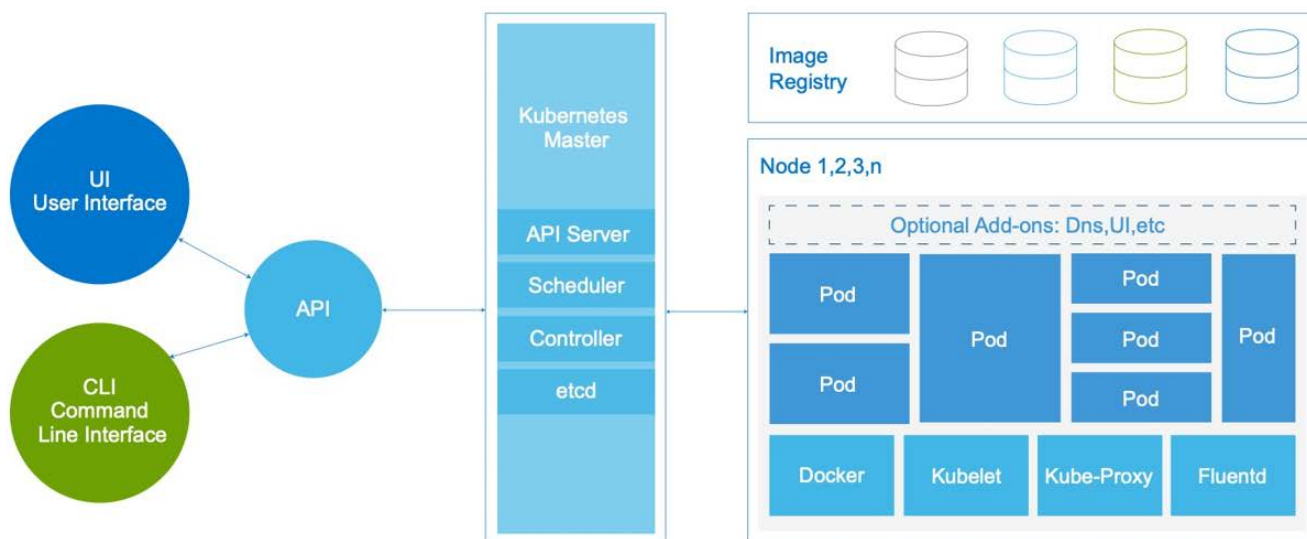 UI
User Interface
CLI
Command
Line Interface
API
Kubernetes
Master
API Server
Scheduler
Controller
etcd
Image
Registry
Node 1,2,3,n
Optional Add-ons: Dns,UI,etc
Pod
Pod
Pod
Pod
Pod
Pod
Pod
Docker
Kubelet
Kube-Proxy
Fluentd